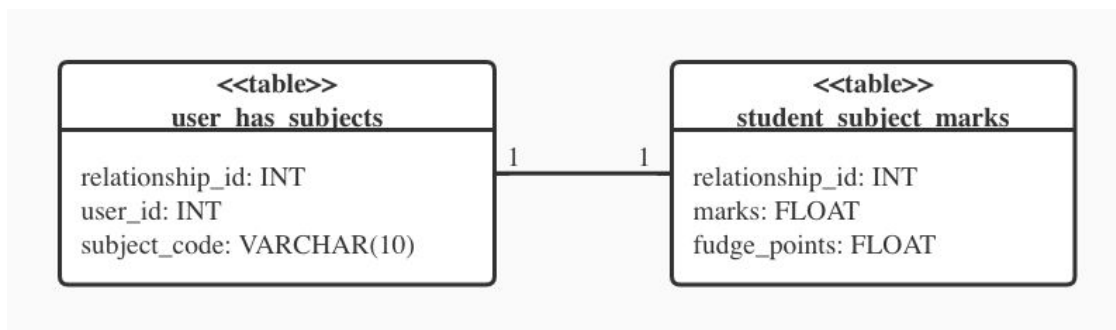 <<table>>
user_has_subjects
relationship_id: INT
user_id: INT
subject_code: VARCHAR(10)
1
1
<<table>>
student_subject_marks
relationship_id: INT
marks: FLOAT
fudge_points: FLOAT